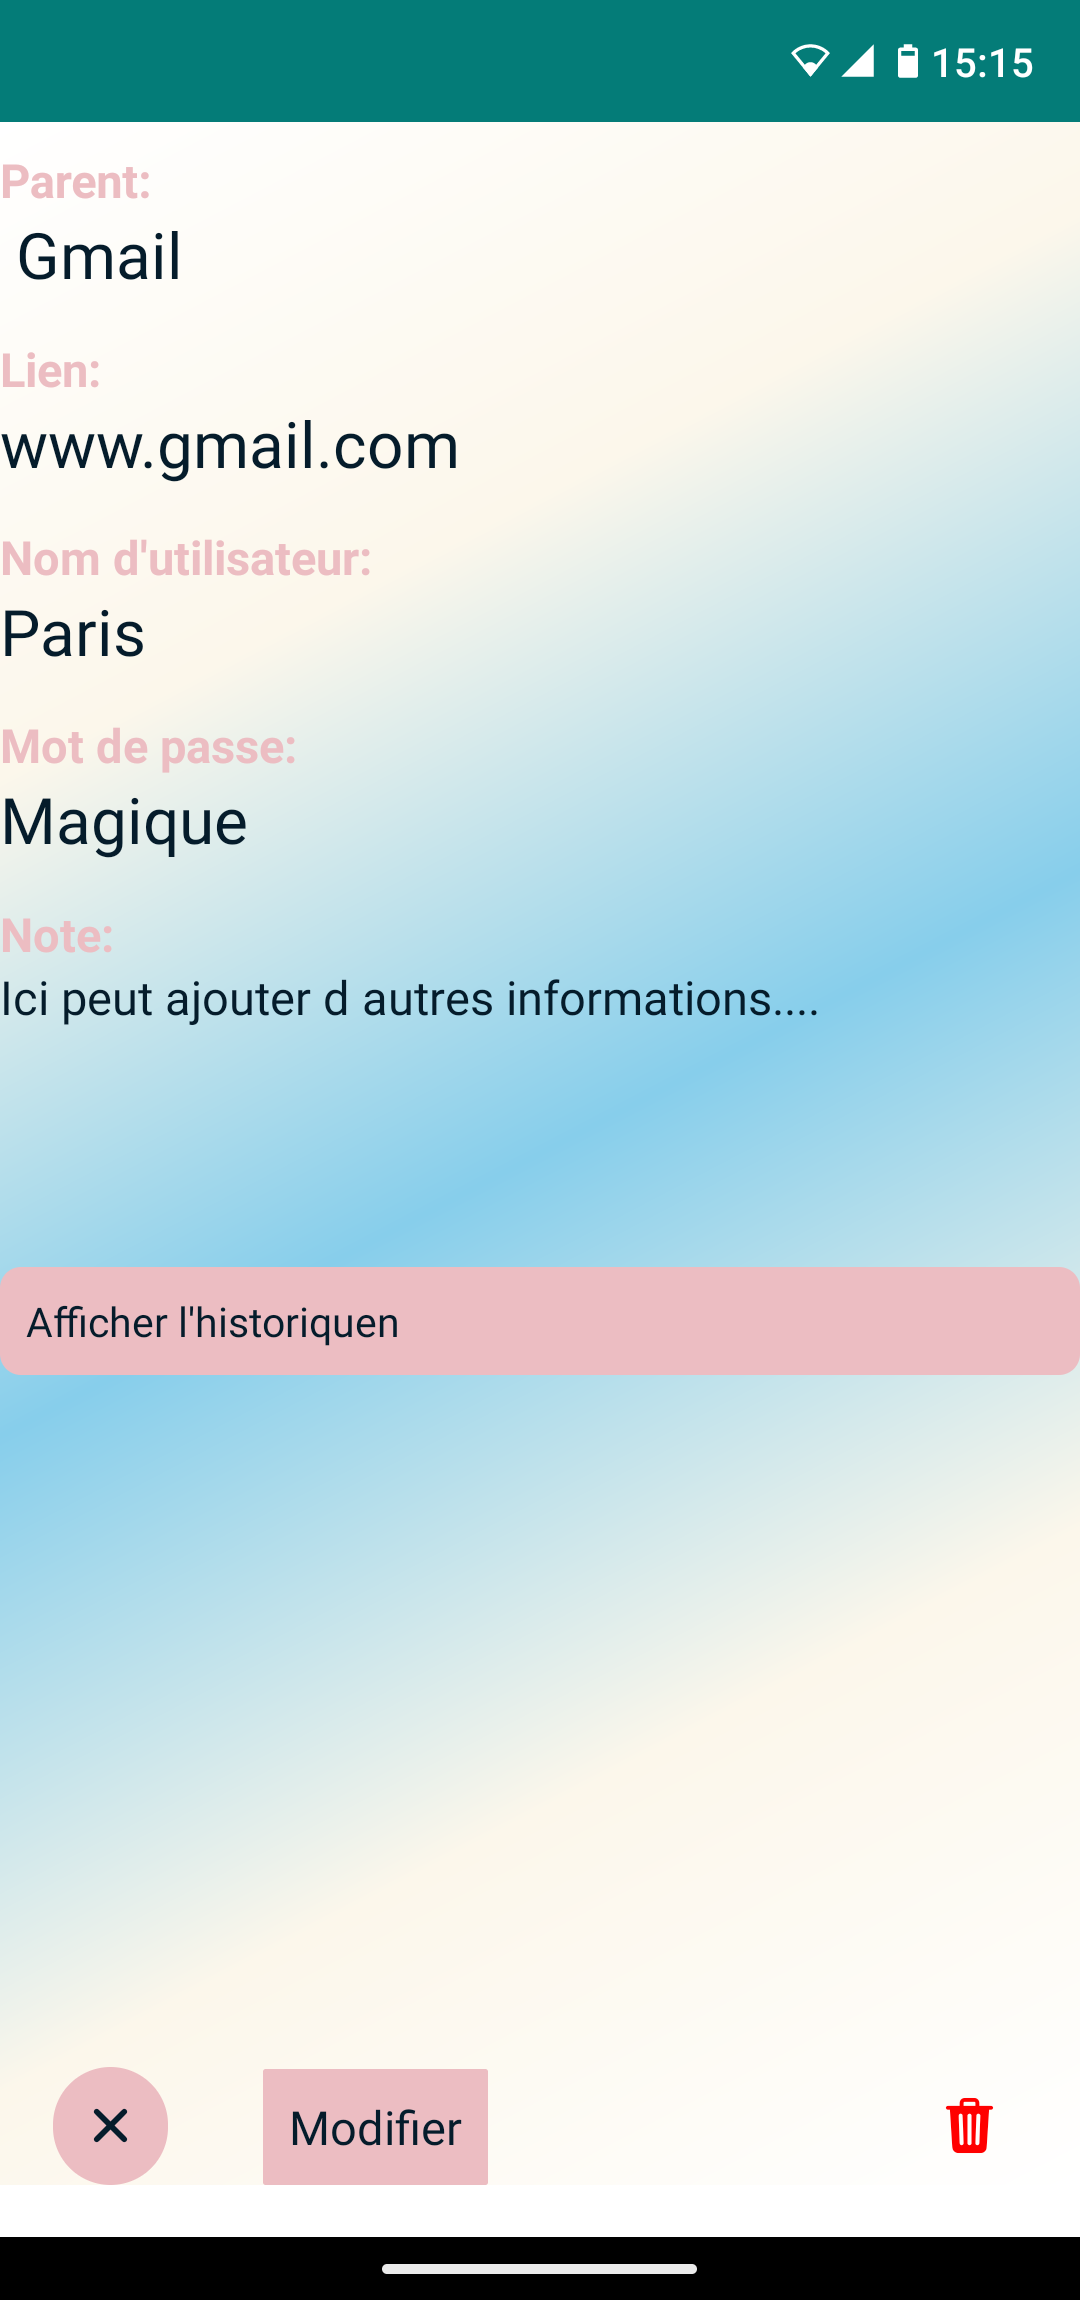 15:15
Parent:
Gmail
Lien:
www.gmail.com
Nom d'utilisateur:
Paris
Mot de passe:
Magique
Note:
Ici peut ajouter d autres informations....
Afficher l'historiquen
Modifier